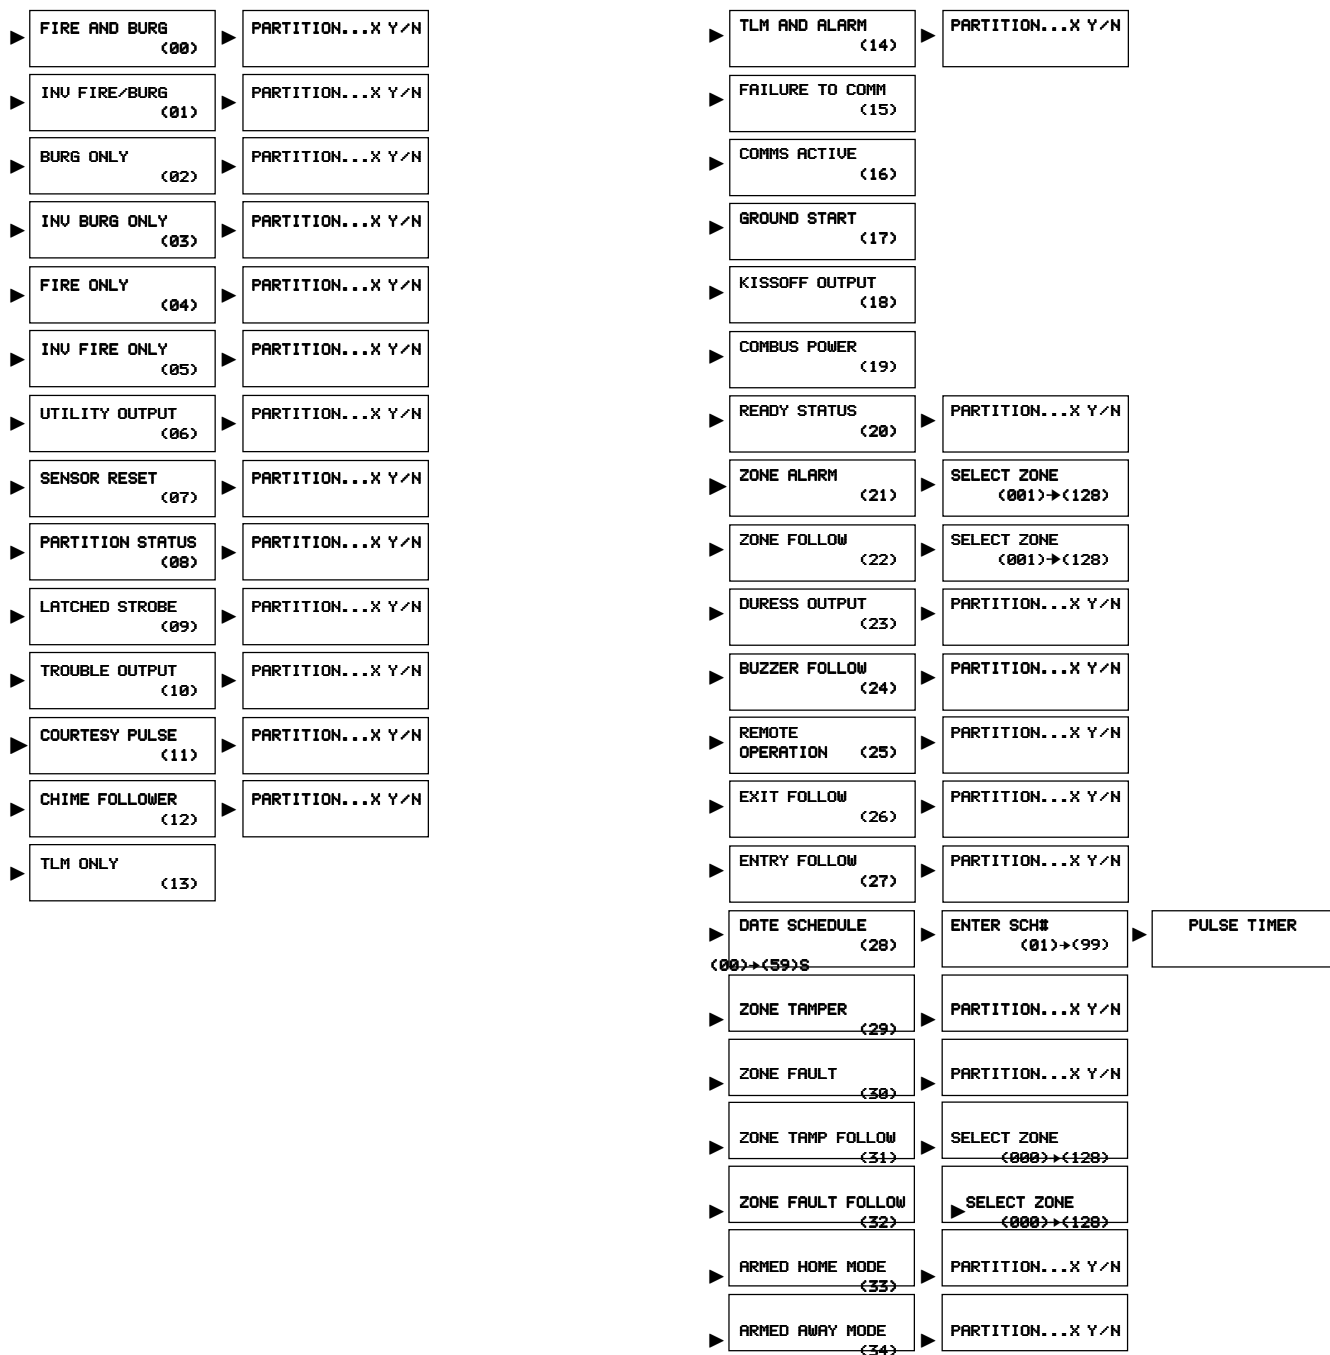 FIRE AND BURG
(00)
PARTITION...X Y/N
INV FIRE/BURG
(01)
PARTITION...X Y/N
BURG ONLY
(02)
PARTITION...X Y/N
INV BURG ONLY
(03)
PARTITION...X Y/N
FIRE ONLY
(04)
PARTITION...X Y/N
INV FIRE ONLY
(05)
PARTITION...X Y/N
UTILITY OUTPUT
(06)
PARTITION...X Y/N
SENSOR RESET
(07)
PARTITION...X Y/N
PARTITION STATUS
(08)
PARTITION...X Y/N
LATCHED STROBE
(09)
PARTITION...X Y/N
TROUBLE OUTPUT
(10)
PARTITION...X Y/N
COURTESY PULSE
(11)
PARTITION...X Y/N
CHIME FOLLOWER
(12)
PARTITION...X Y/N
TLM ONLY
(13)
TLM AND ALARM
(14)
PARTITION...X Y/N
FAILURE TO COMM
(15)
COMMS ACTIVE
(16)
GROUND START
(17)
KISSOFF OUTPUT
(18)
COMBUS POWER
(19)
READY STATUS
(20)
PARTITION...X Y/N
ZONE ALARM
(21)
SELECT ZONE
(001)→(128)
ZONE FOLLOW
(22)
SELECT ZONE
(001)→(128)
DURESS OUTPUT
(23)
PARTITION...X Y/N
BUZZER FOLLOW
(24)
PARTITION...X Y/N
REMOTE
OPERATION (25)
PARTITION...X Y/N
EXIT FOLLOW
(26)
PARTITION...X Y/N
ENTRY FOLLOW
(27)
PARTITION...X Y/N
DATE SCHEDULE
(28)
ENTER SCH#
(01)→(99)
PULSE TIMER
(00)→(59)S
ZONE TAMPER
(29)
PARTITION...X Y/N
ZONE FAULT
(30)
PARTITION...X Y/N
ZONE TAMP FOLLOW
(31)
SELECT ZONE
(000)→(128)
ZONE FAULT FOLLOW
(32)
SELECT ZONE
(000)→(128)
ARMED HOME MODE
(33)
PARTITION...X Y/N
ARMED AWAY MODE
(34)
PARTITION...X Y/N